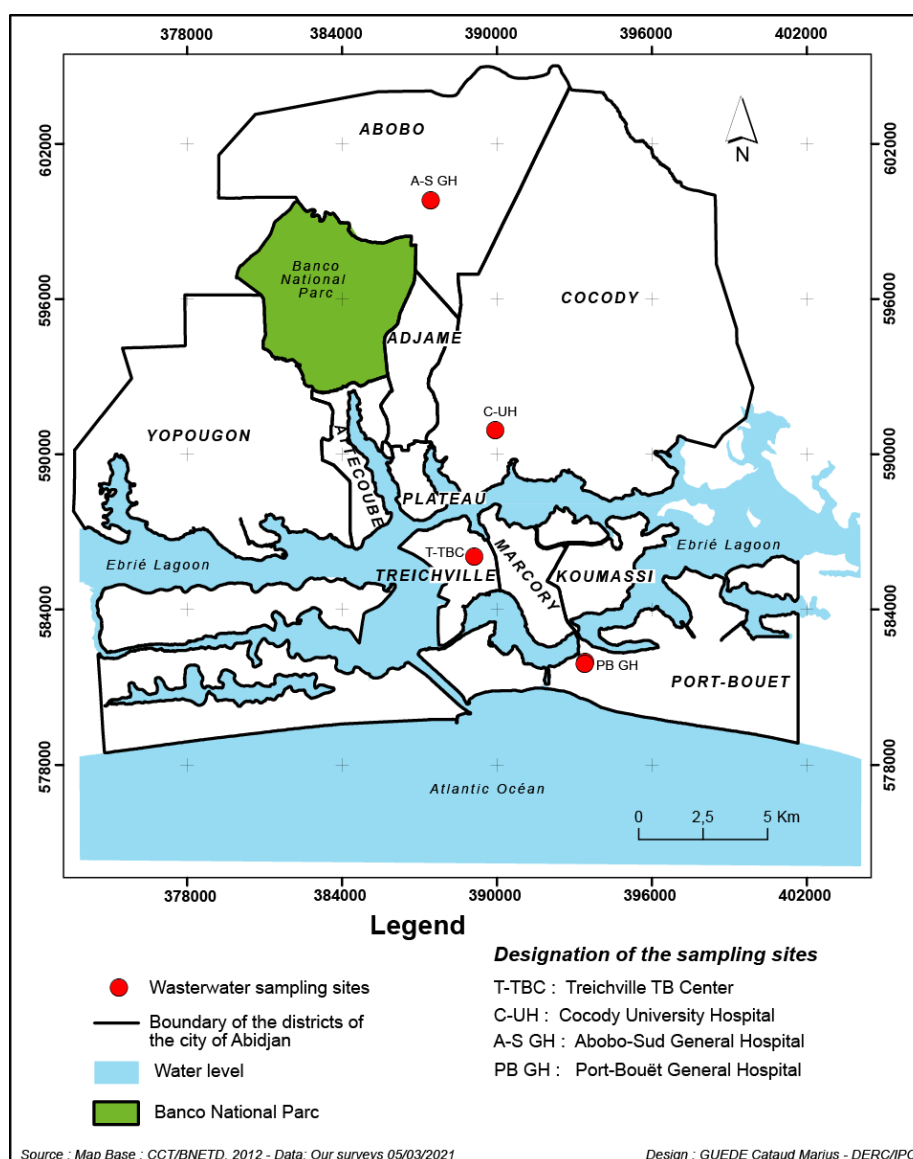 378000 384000 390000 396000 402000
ABOBO
602000 602000
N
A-S GH
Banco
National
Parc
596000 596000
COCODY
ADJAME
C-UH
YOPOUGON
ATTECOUBE
590000 590000
PLATEAU
T-TBC
MARCORY
Ebrié Lagoon
Ebrié Lagoon
TREICHVILLE
KOUMASSI
584000 584000
PB GH
PORT-BOUET
578000 578000
Atlantic Océan
0 2,5 5 Km
378000 384000 390000 396000 402000
Legend
Wasterwater sampling sites
Boundary of the districts of
the city of Abidjan
Water level
Banco National Parc
Designation of the sampling sites
T-TBC : Treichville TB Center
C-UH : Cocody University Hospital
A-S GH : Abobo-Sud General Hospital
PB GH : Port-Bouët General Hospital
Source : Map Base : CCT/BNETD, 2012 - Data: Our surveys 05/03/2021
Design : GUEDE Cataud Marius - DERC/IPC